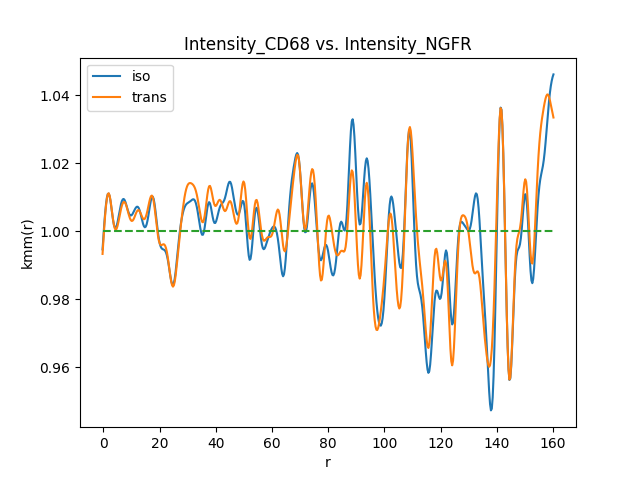 Intensity_CD68 vs. Intensity_NGFR
iso
trans
1.04
1.02
1.00
0.98
0.96
kmm(r)
0 20 40 60 80 100 120 140 160
r